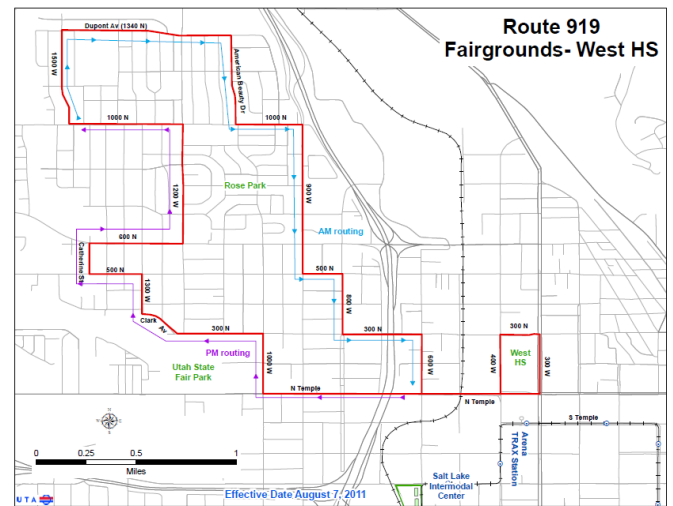 Route 919
Fairgrounds- West HS
Dupont Av (1340 N)
1500 W
American Beauty Dr
1000 N
1000 N
1200 W
Rose Park
900 W
AM routing
600 N
Catherine St
500 N
500 N
1300 W
800 W
Clark Av
300 N
300 N
300 N
PM routing
Utah State
Fair Park
1000 W
600 W
400 W
West
HS
300 W
N Temple
N Temple
S Temple
Arena
TRAX Station
0 0.25 0.5 1
Miles
Salt Lake
Intermodal
Center
UTA
Effective Date August 7, 2011